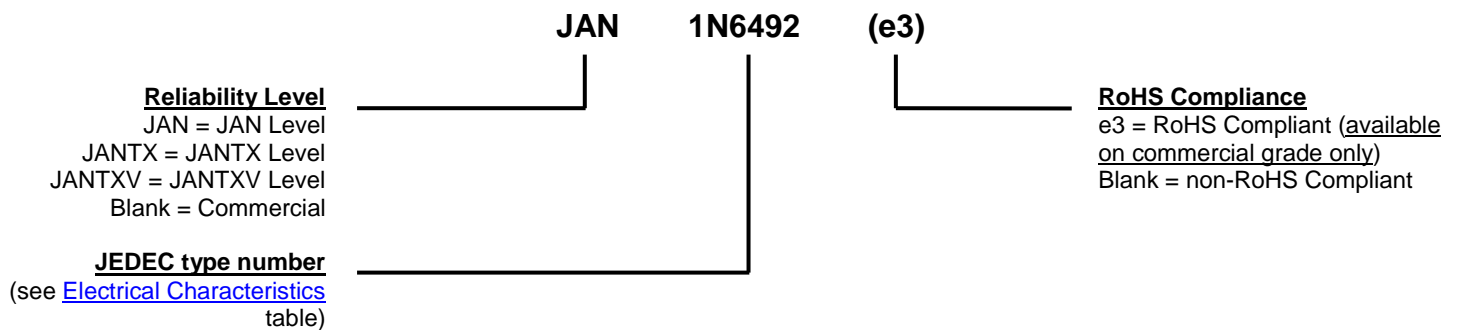 JAN 1N6492 (e3)
Reliability Level
JAN = JAN Level
JANTX = JANTX Level
JANTXV = JANTXV Level
Blank = Commercial
JEDEC type number
(see Electrical Characteristics
table)
RoHS Compliance
e3 = RoHS Compliant (available
on commercial grade only)
Blank = non-RoHS Compliant